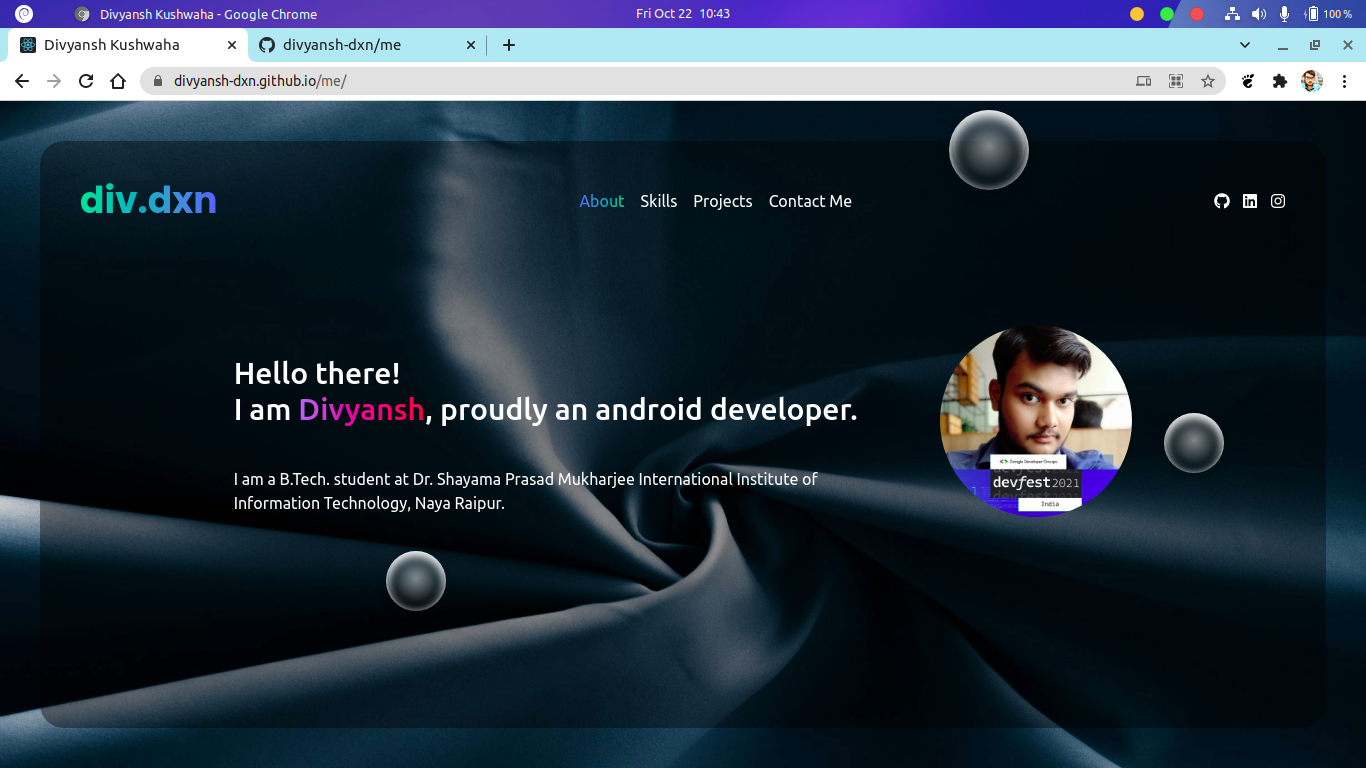 Divyansh Kushwaha - Google Chrome
Fri Oct 22 10:43
100 %
Divyansh Kushwaha
divyansh-dxn/me
divyansh-dxn.github.io/me/
div.dxn
About Skills Projects Contact Me
Hello there!
I am Divyansh, proudly an android developer.
I am a B.Tech. student at Dr. Shayama Prasad Mukharjee International Institute of
Information Technology, Naya Raipur.
Google Developer Groups
devfest
devfest2021
devfest2021
India